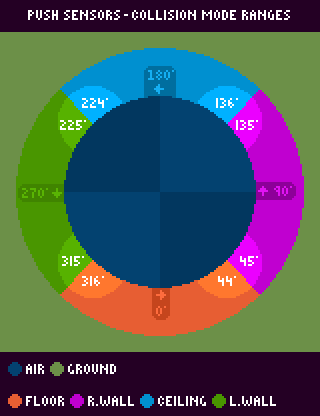 PUSH SENSORS - COLLISION MODE RANGES
180°
224° 136°
225° 135°
270° 90°
315° 45°
316° 44°
0°
AIR GROUND
FLOOR R.WALL CEILING L.WALL